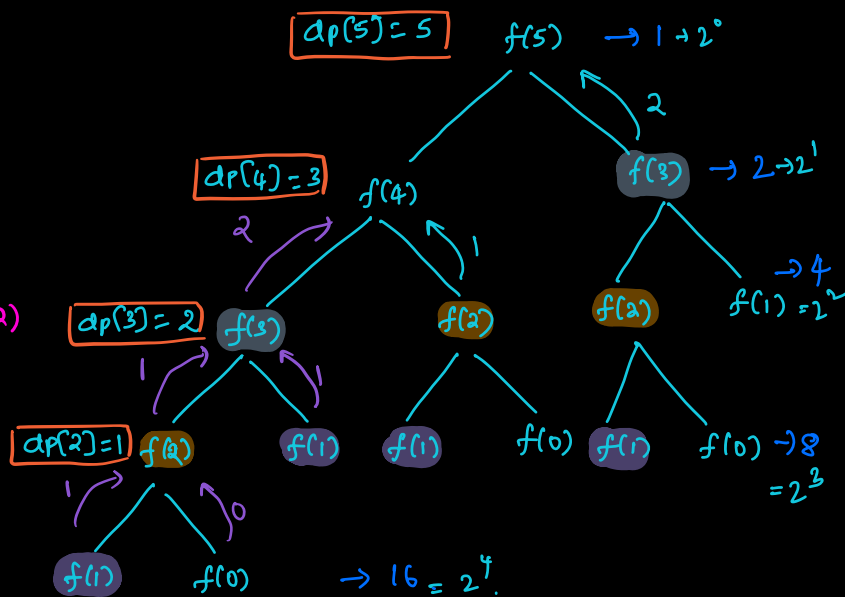 dp[5] = 5 f(5) → 1 → 2⁰
2
dp[4] = 3 f(4) f(3) → 2 → 2¹
2 1
→ 4
2) dp[3] = 2 f(3) f(2) f(2) f(1) = 2²
1 1
dp[2] = 1 f(2) f(1) f(1) f(0) f(1) f(0) → 8
= 2³
1 0
f(1) f(0) → 16 = 2⁴.